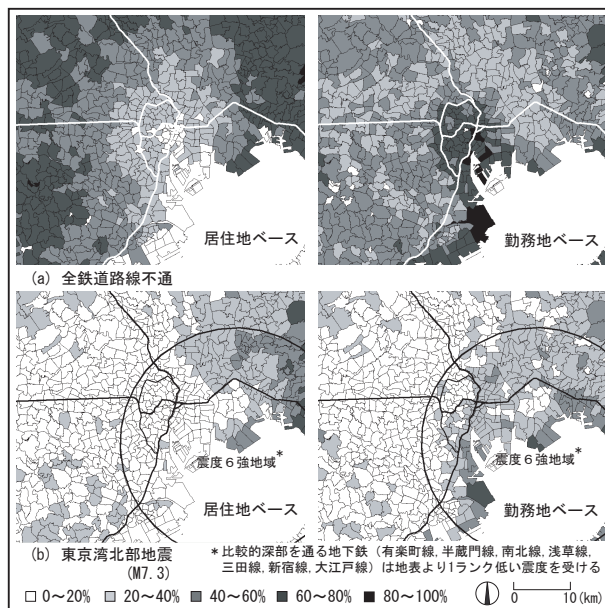 居住地ベース
勤務地ベース
(a) 全鉄道路線不通
震度6強地域*
居住地ベース
震度6強地域*
勤務地ベース
(b) 東京湾北部地震
(M7.3)
*比較的深部を通る地下鉄(有楽町線,半蔵門線,南北線,浅草線,
三田線,新宿線,大江戸線)は地表より1ランク低い震度を受ける
0〜20% 20〜40% 40〜60% 60〜80% 80〜100% 0 10(km)